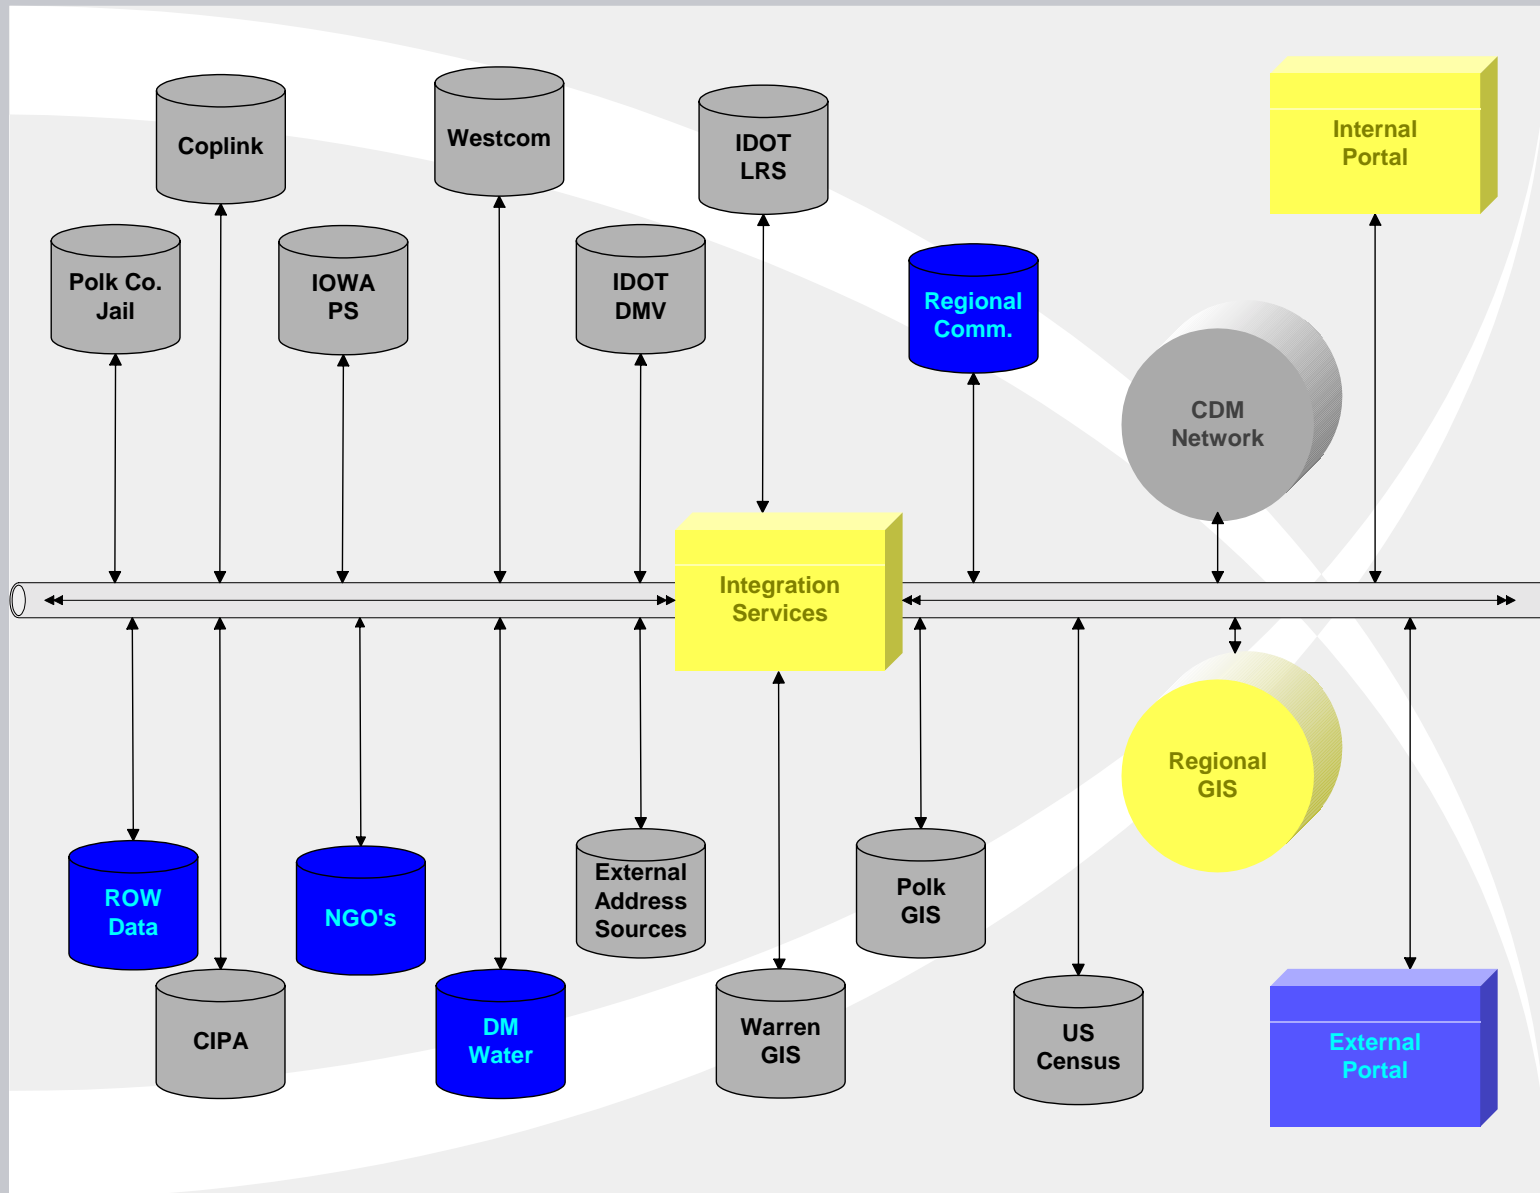 Coplink
Westcom
IDOT
LRS
Internal
Portal
Polk Co.
Jail
IOWA
PS
IDOT
DMV
Regional
Comm.
CDM
Network
Integration
Services
Regional
GIS
ROW
Data
NGO's
External
Address
Sources
Polk
GIS
CIPA
DM
Water
Warren
GIS
US
Census
External
Portal